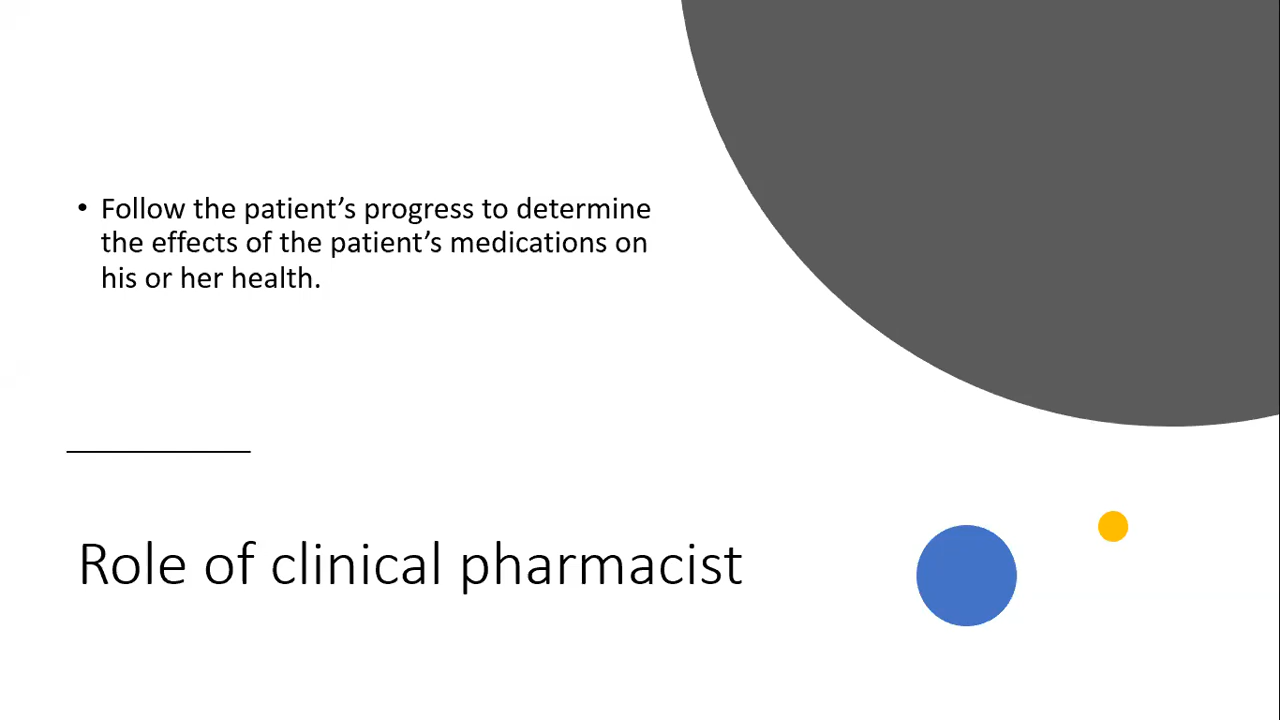 • Follow the patient’s progress to determine
the effects of the patient’s medications on
his or her health.
Role of clinical pharmacist